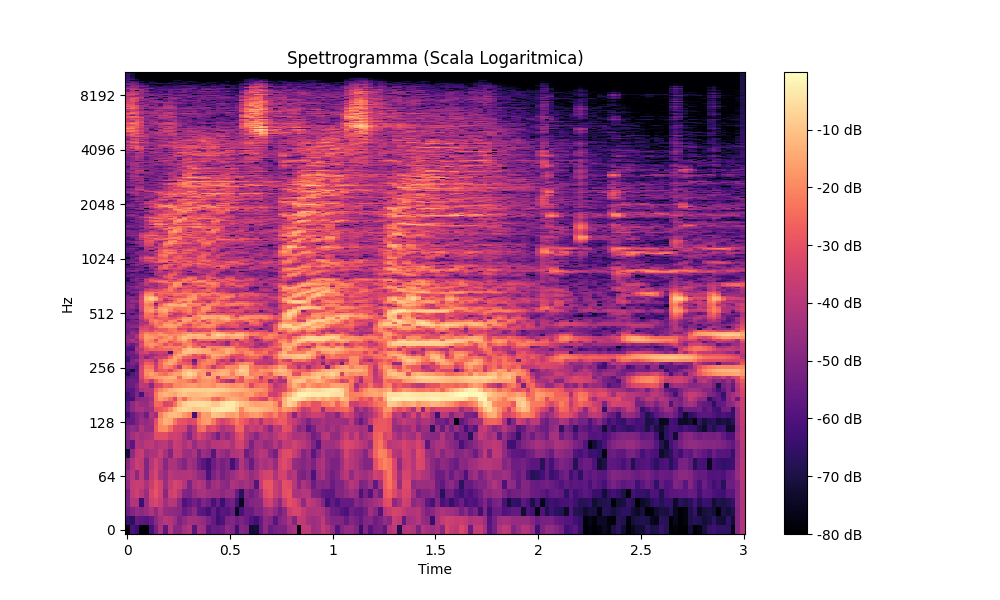 Spettrogramma (Scala Logaritmica)
8192
4096
2048
1024
512
256
128
64
0
Hz
0
0.5
1
1.5
2
2.5
3
Time
-10 dB
-20 dB
-30 dB
-40 dB
-50 dB
-60 dB
-70 dB
-80 dB